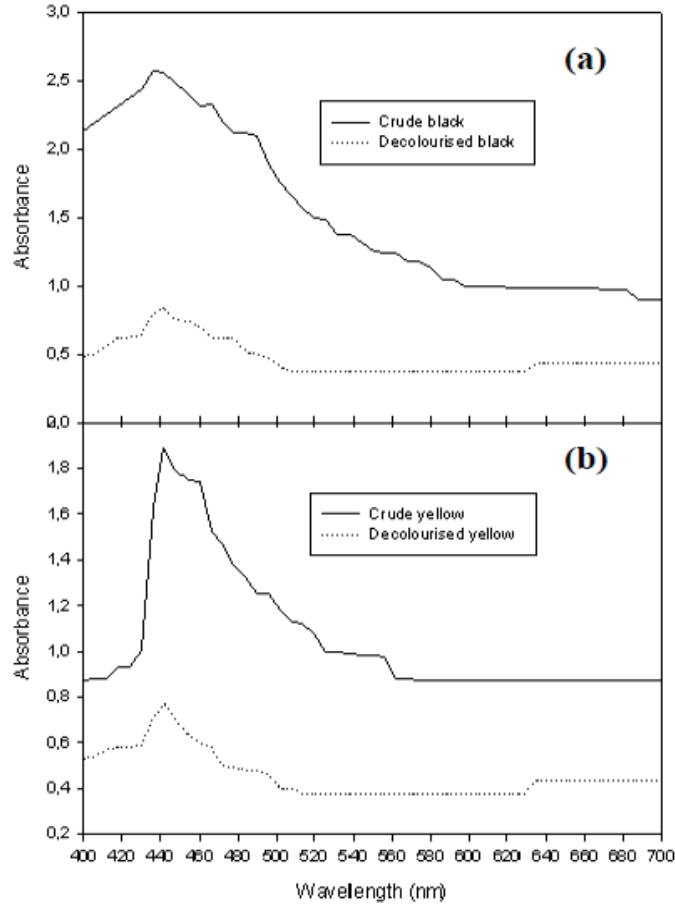 3,0
(a)
2,5
Crude black
Decolourised black
2,0
Absorbance
1,5
1,0
0,5
0,0
(b)
1,8
Crude yellow
Decolourised yellow
1,6
1,4
Absorbance
1,2
1,0
0,8
0,6
0,4
0,2
400 420 440 460 480 500 520 540 560 580 600 620 640 660 680 700
Wavelength (nm)